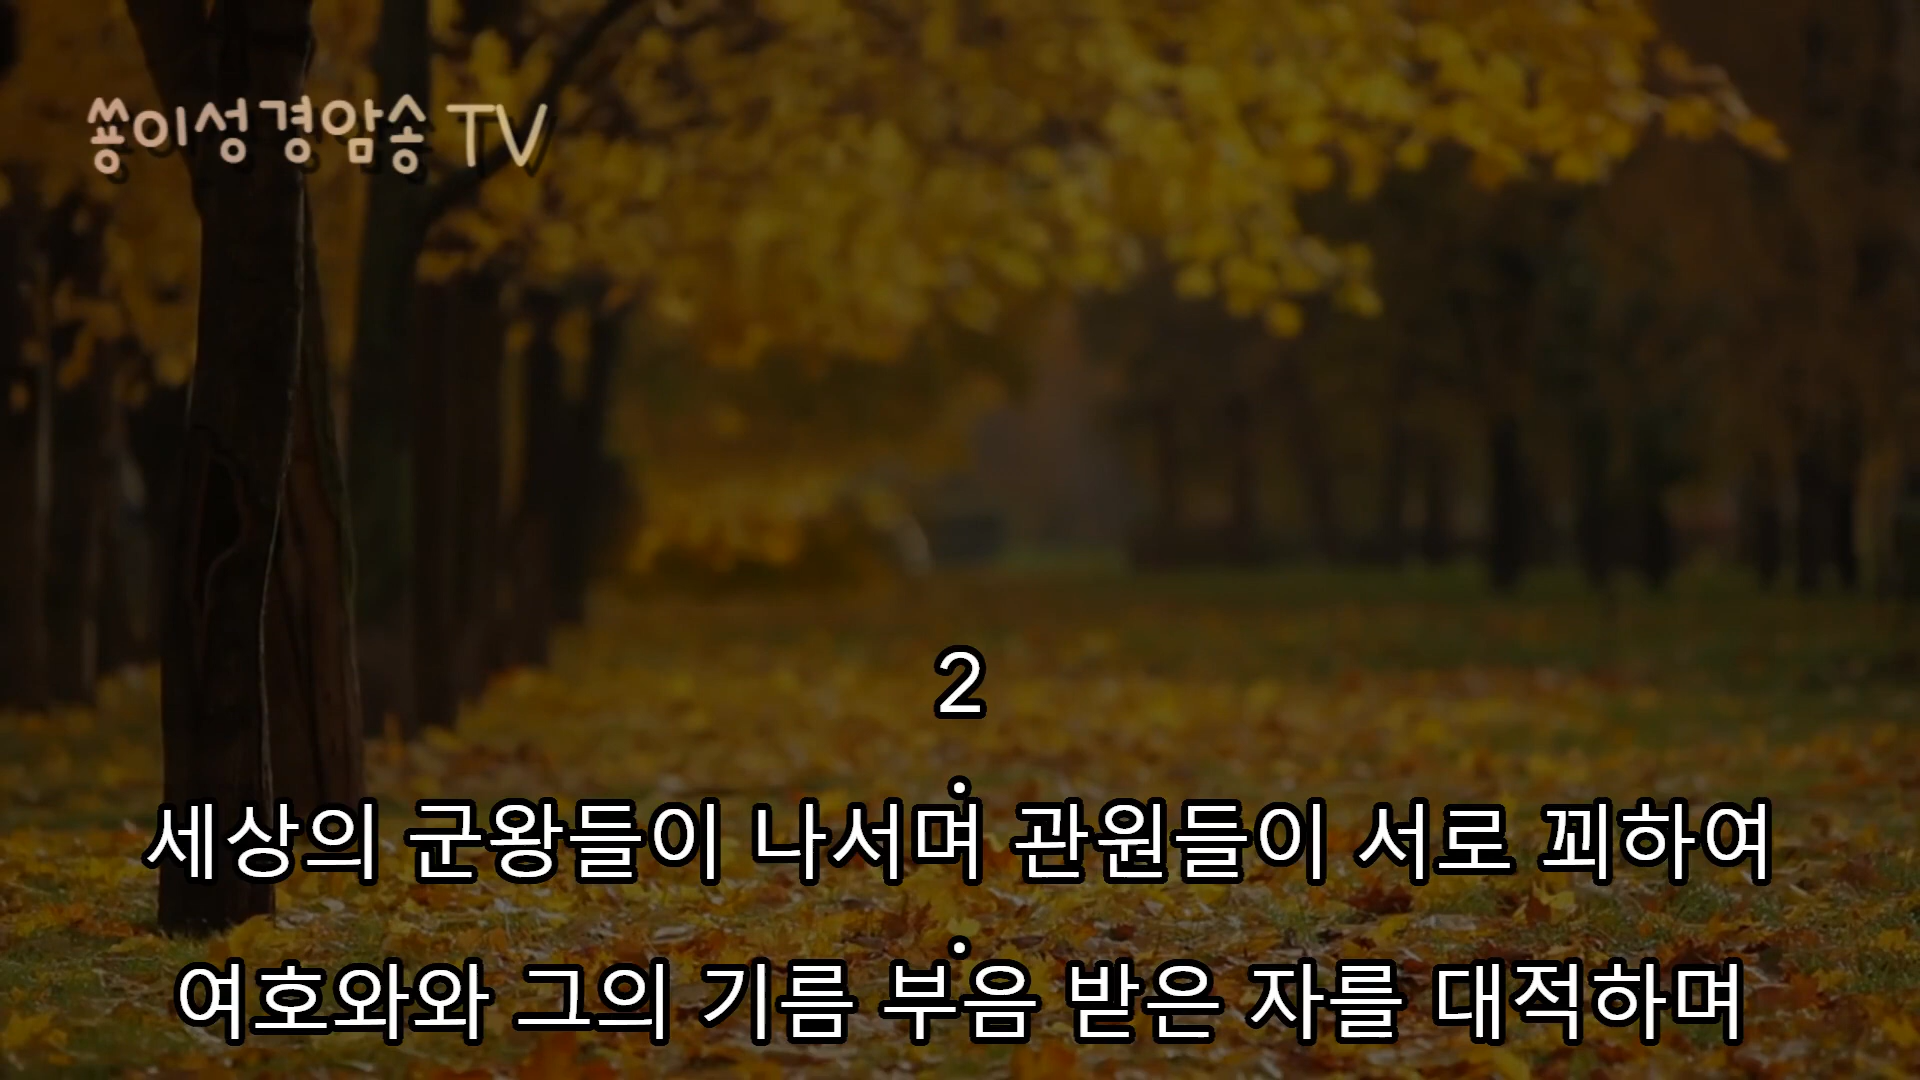 쏭이성경암송 TV
2
.
세상의 군왕들이 나서며 관원들이 서로 꾀하여
.
여호와와 그의 기름 부음 받은 자를 대적하며